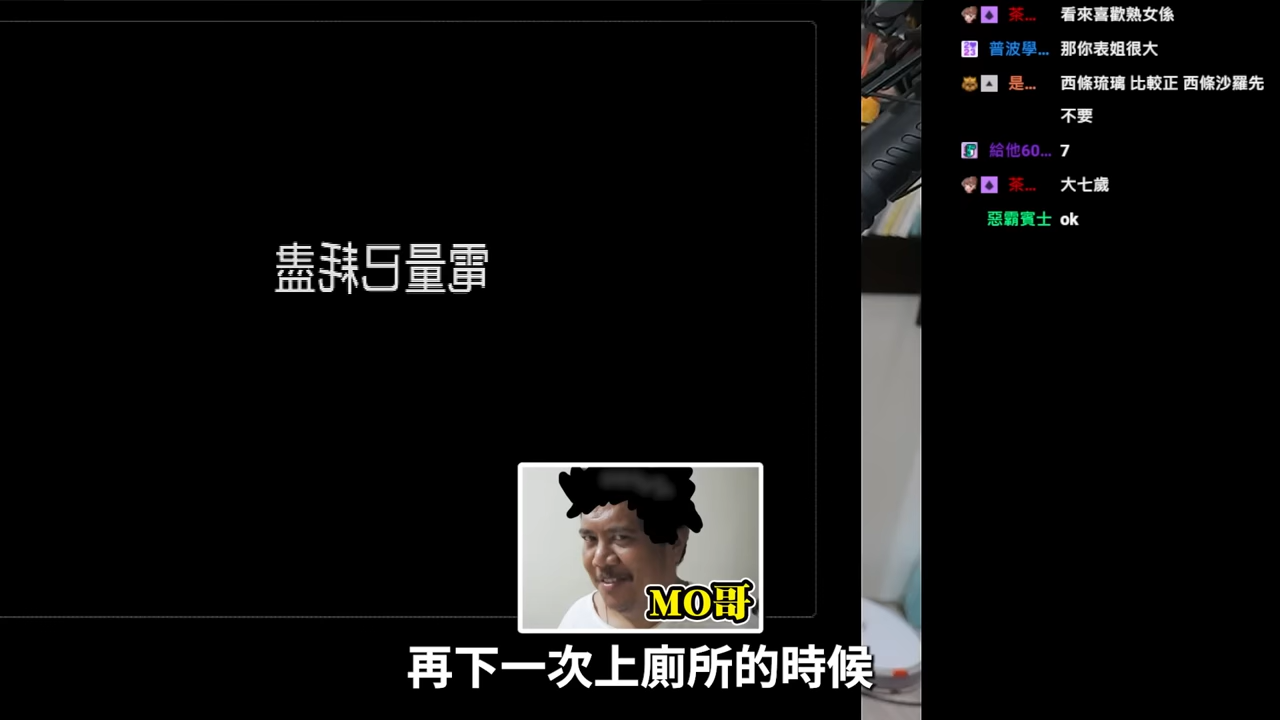 電量已耗盡
MO哥
再下一次上廁所的時候
茶... 看來喜歡熟女係
普波學... 那你表姐很大
是... 西條琉璃 比較正 西條沙羅先
不要
給他60... 7
茶... 大七歲
惡霸賓士 ok